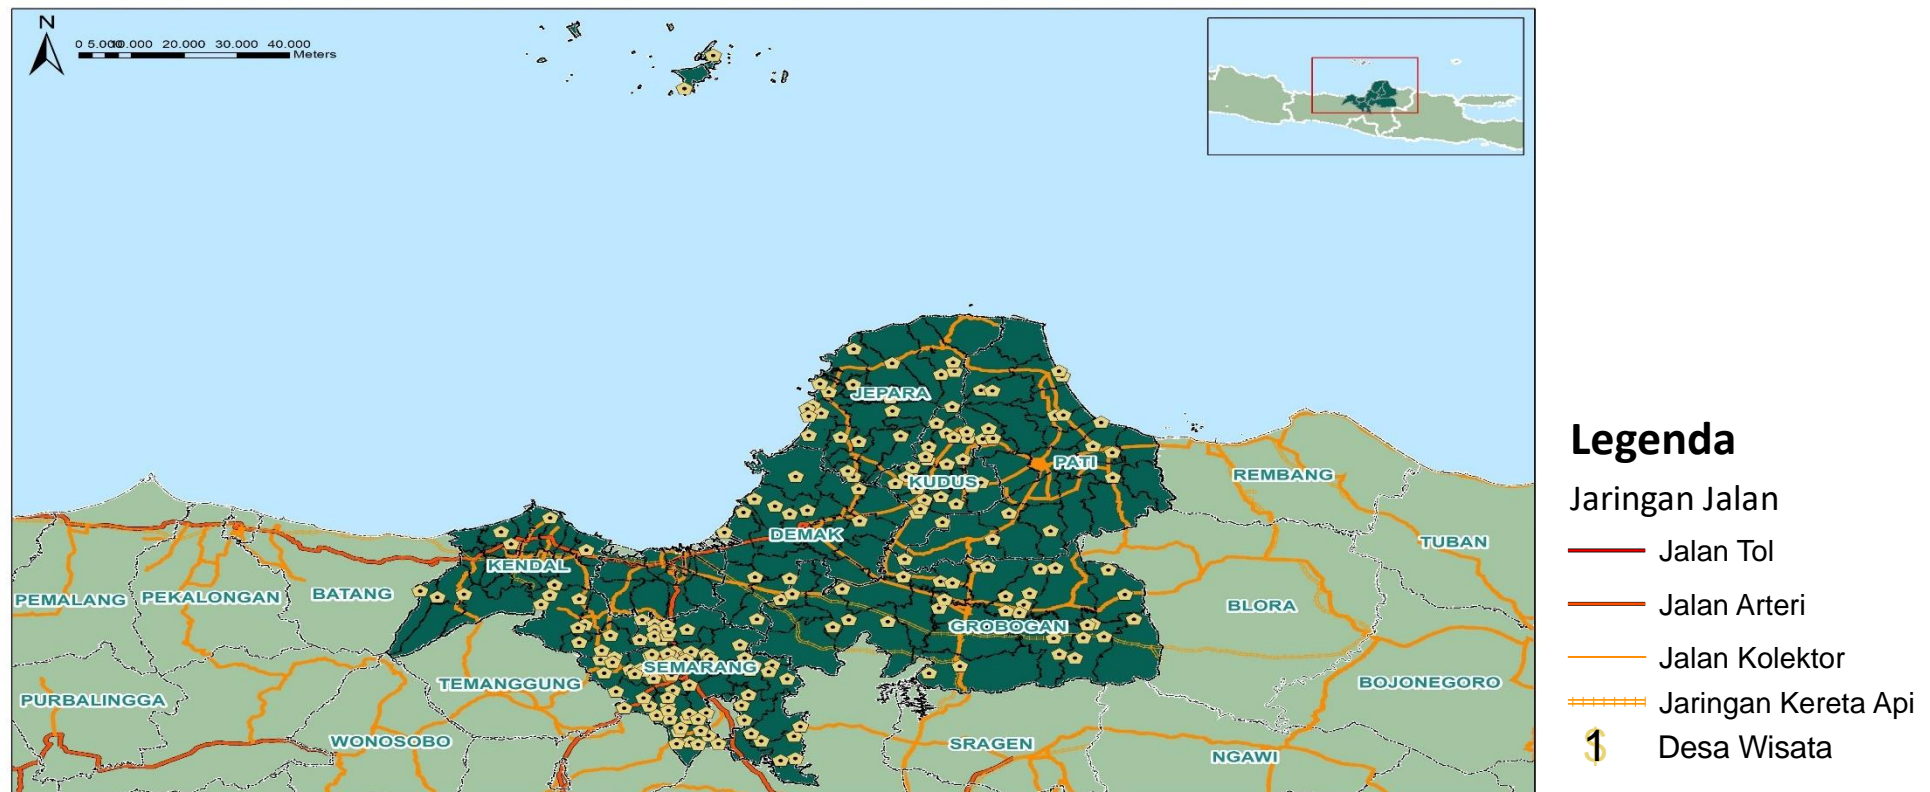 N
0 5.00010.000 20.000 30.000 40.000
Meters
JEPARA
PATI
KUDUS
REMBANG
DEMAK
TUBAN
KENDAL
PEMALANG
PEKALONGAN
BATANG
BLORA
GROBOGAN
SEMARANG
TEMANGGUNG
BOJONEGORO
PURBALINGGA
WONOSOBO
SRAGEN
NGAWI
Legenda
Jaringan Jalan
Jalan Tol
Jalan Arteri
Jalan Kolektor
Jaringan Kereta Api
$1 Desa Wisata